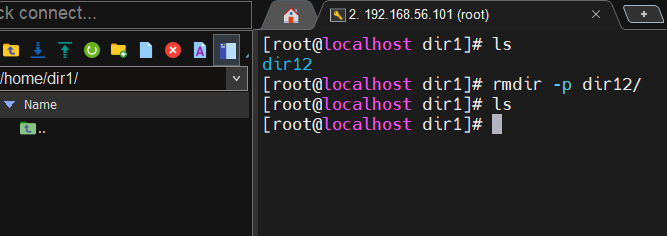 ck connect...
2. 192.168.56.101 (root)
/home/dir1/
Name
..
[root@localhost dir1]# ls
dir12
[root@localhost dir1]# rmdir -p dir12/
[root@localhost dir1]# ls
[root@localhost dir1]#